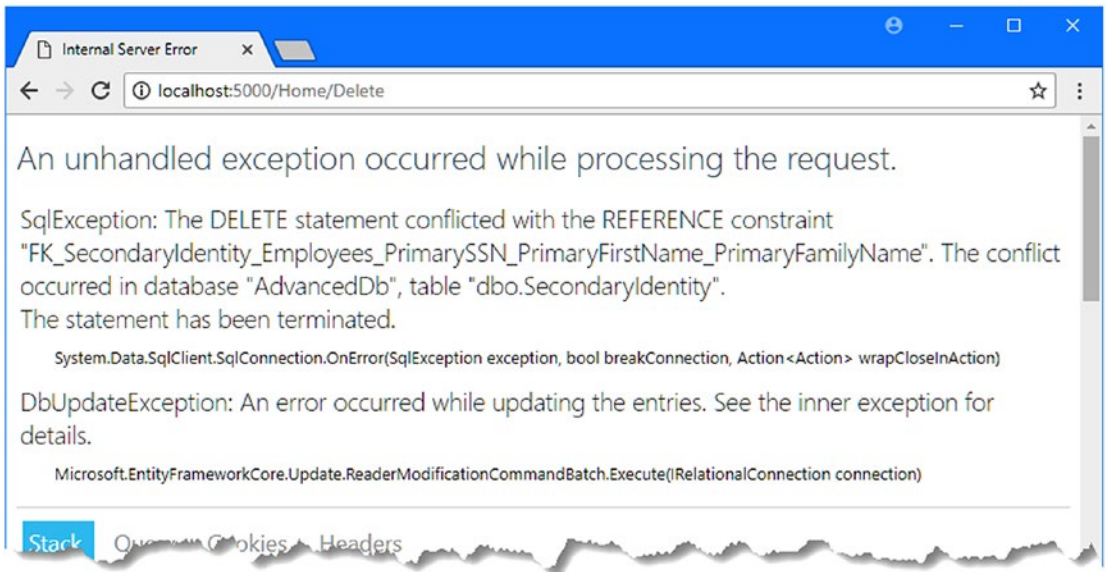 Internal Server Error
localhost:5000/Home/Delete
An unhandled exception occurred while processing the request.
SqlException: The DELETE statement conflicted with the REFERENCE constraint
"FK_SecondaryIdentity_Employees_PrimarySSN_PrimaryFirstName_PrimaryFamilyName". The conflict
occurred in database "AdvancedDb", table "dbo.SecondaryIdentity".
The statement has been terminated.
System.Data.SqlClient.SqlConnection.OnError(SqlException exception, bool breakConnection, Action<Action> wrapCloseInAction)
DbUpdateException: An error occurred while updating the entries. See the inner exception for
details.
Microsoft.EntityFrameworkCore.Update.ReaderModificationCommandBatch.Execute(IRelationalConnection connection)
Stack Cookies Headers